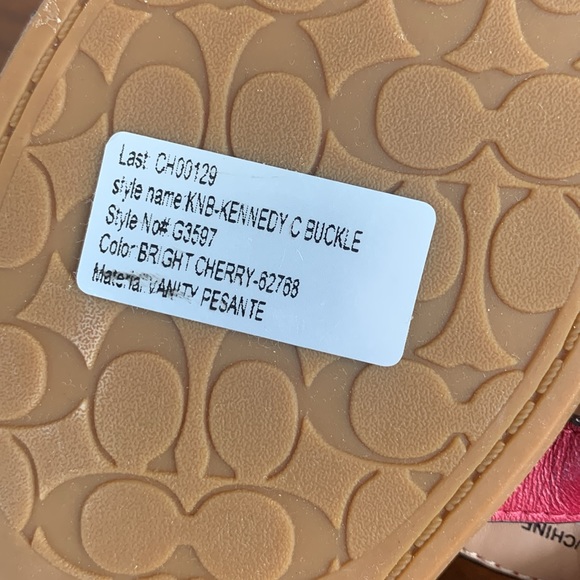 Last: CH00129
style name:KNB-KENNEDY C BUCKLE
Style No# G3597
Color:BRIGHT CHERRY-62768
Material:VANITY PESANTE